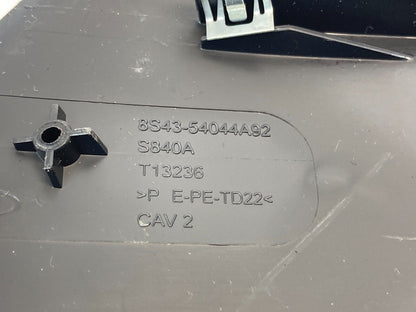 8S43-54044A92
S840A
T13236
>P E-PE-TD22<
CAV 2